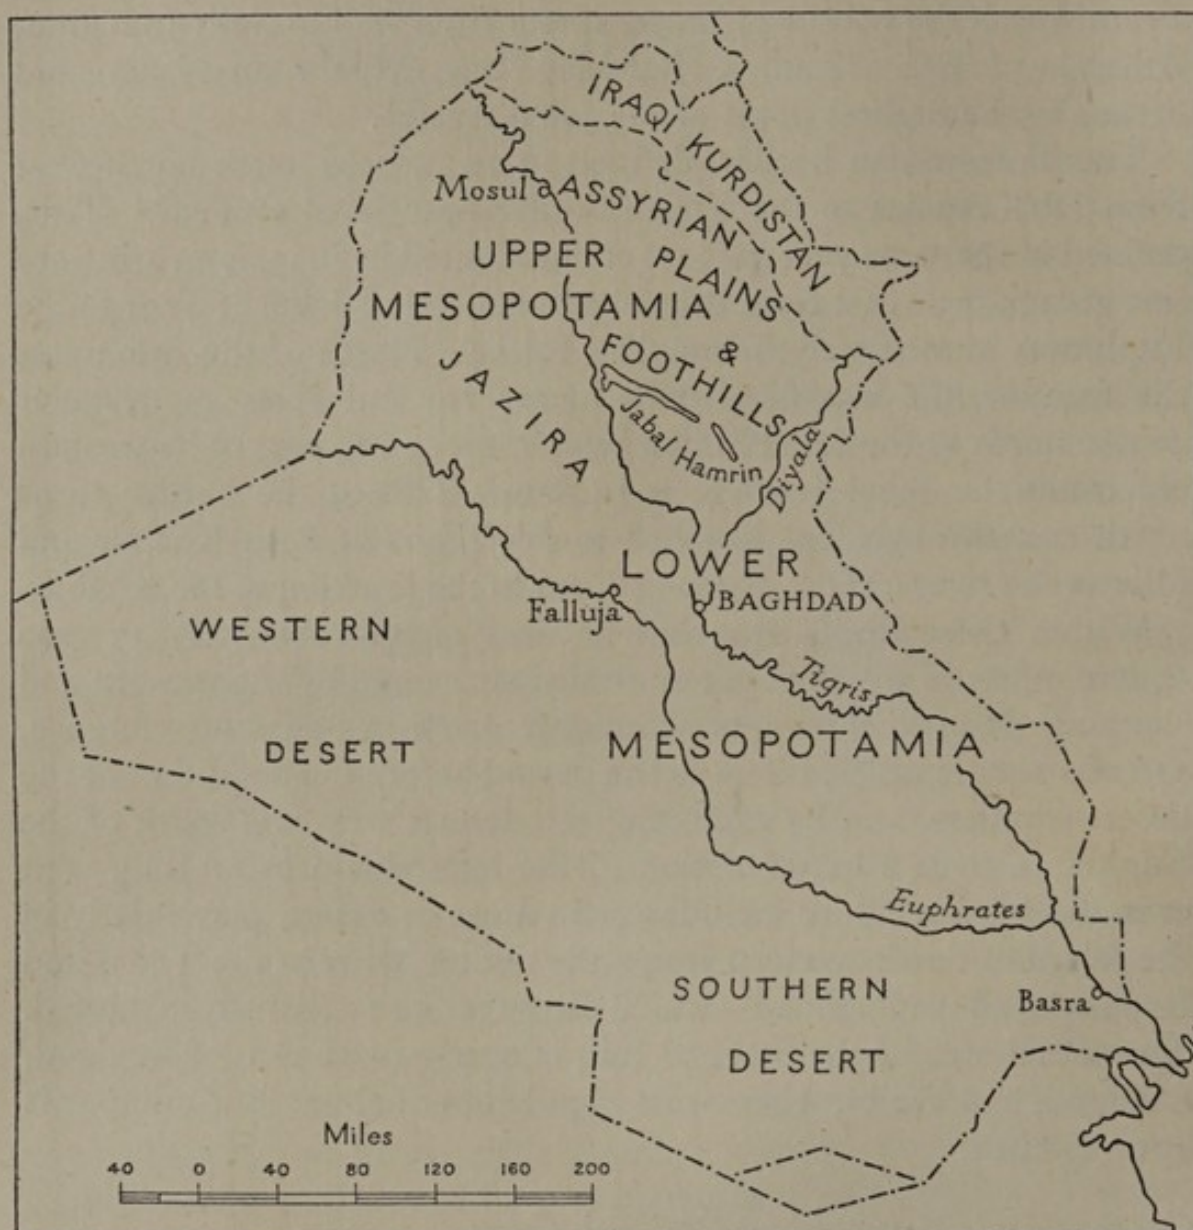 IRAQI KURDISTAN
Mosul
ASSYRIAN
PLAINS
&
FOOTHILLS
UPPER
MESOPOTAMIA
JAZIRA
Jabal Hamrin
Diyala
LOWER
Falluja
BAGHDAD
WESTERN
DESERT
Tigris
MESOPOTAMIA
Euphrates
SOUTHERN
DESERT
Basra
Miles
40 0 40 80 120 160 200